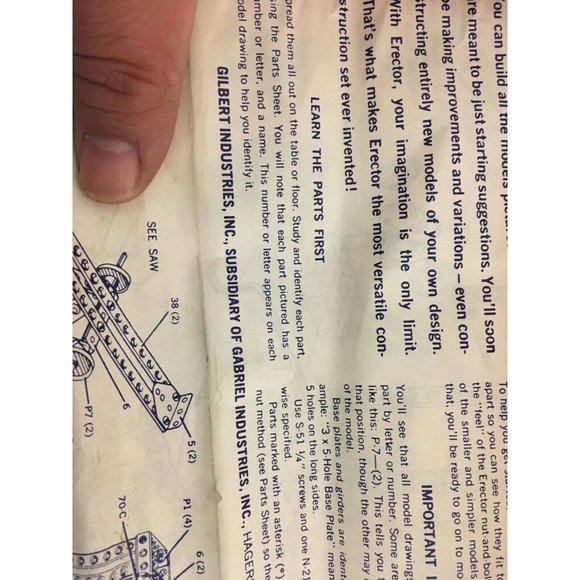 You can build all the models
are meant to be just starting suggestions. You'll soon
be making improvements and variations — even con-
structing entirely new models of your own design.
With Erector, your imagination is the only limit.
That's what makes Erector the most versatile con-
struction set ever invented!
LEARN THE PARTS FIRST
pread them all out on the table or floor. Study and identify each part,
sing the Parts Sheet. You will note that each part pictured has a
umber or letter, and a name. This number or letter appears on each
odel drawing to help you identify it.
To help you get
apart so you can see how they fit to
the "feel" of the Erector nut-and-bol
of the smaller and simpler models
that, you'll be ready to go on to mo
IMPORTANT
You'll see that all model drawings
part by letter or number. Some are
like this: P-7—(2). This tells you
that position, though the other may
of the model.
Base plates and girders are identi
ample: "3 x 5-Hole Base Plate" mean
5 holes on the long sides.
Use S-51 ¼" screws and one N-21
wise specified.
Parts marked with an asterisk (*)
nut method (see Parts Sheet) so the
GILBERT INDUSTRIES, INC., SUBSIDIARY OF GABRIEL INDUSTRIES, INC., HAGER
SEE SAW
38 (2)
5 (2)
6
P7 (2)
P1 (4)
6 (2)
70-C